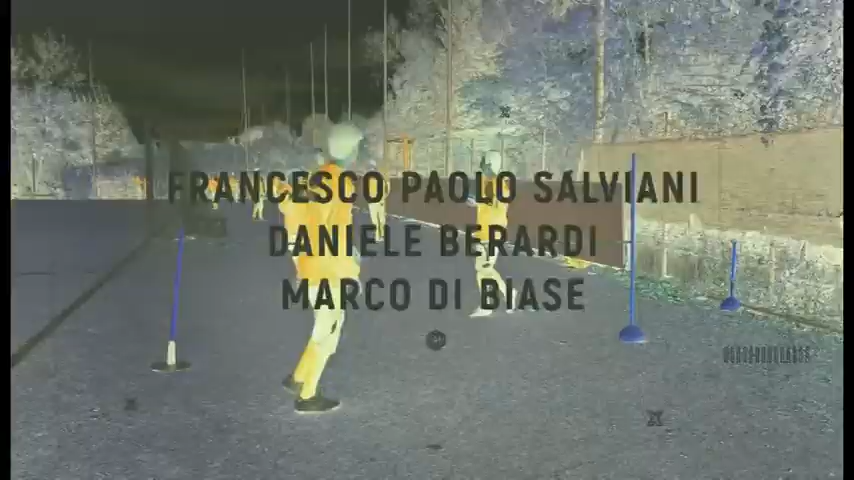 FRANCESCO PAOLO SALVIANI
DANIELE BERARDI
MARCO DI BIASE